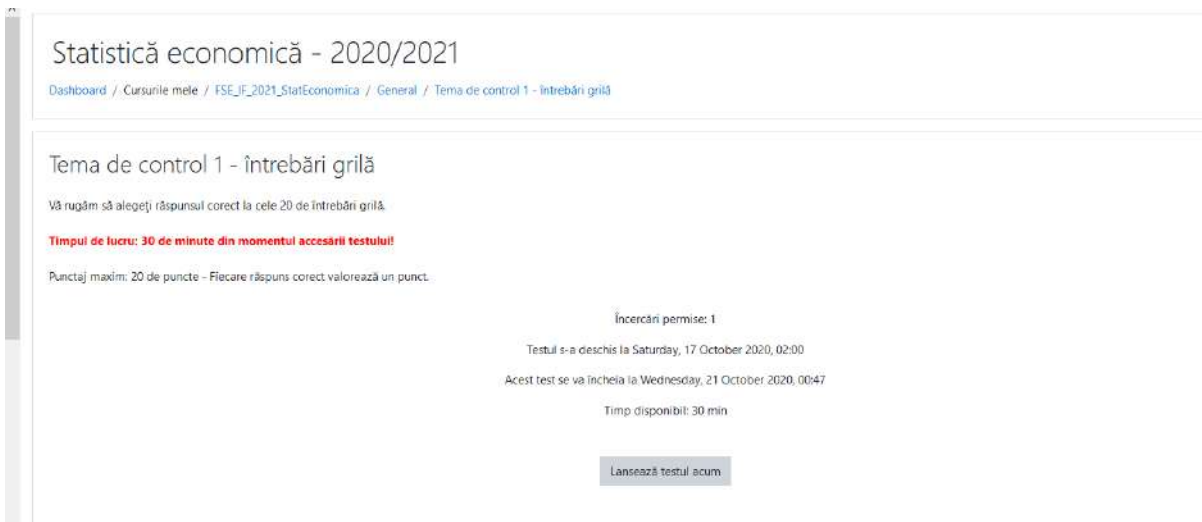 Statistică economică - 2020/2021
Dashboard / Cursurile mele / FSE_IF_2021_StatEconomica / General / Tema de control 1 - întrebări grilă
Tema de control 1 - întrebări grilă
Vă rugăm să alegeți răspunsul corect la cele 20 de întrebări grilă.
Timpul de lucru: 30 de minute din momentul accesării testului!
Punctaj maxim: 20 de puncte - Fiecare răspuns corect valorează un punct.
Încercări permise: 1
Testul s-a deschis la Saturday, 17 October 2020, 02:00
Acest test se va încheia la Wednesday, 21 October 2020, 00:47
Timp disponibil: 30 min
Lansează testul acum